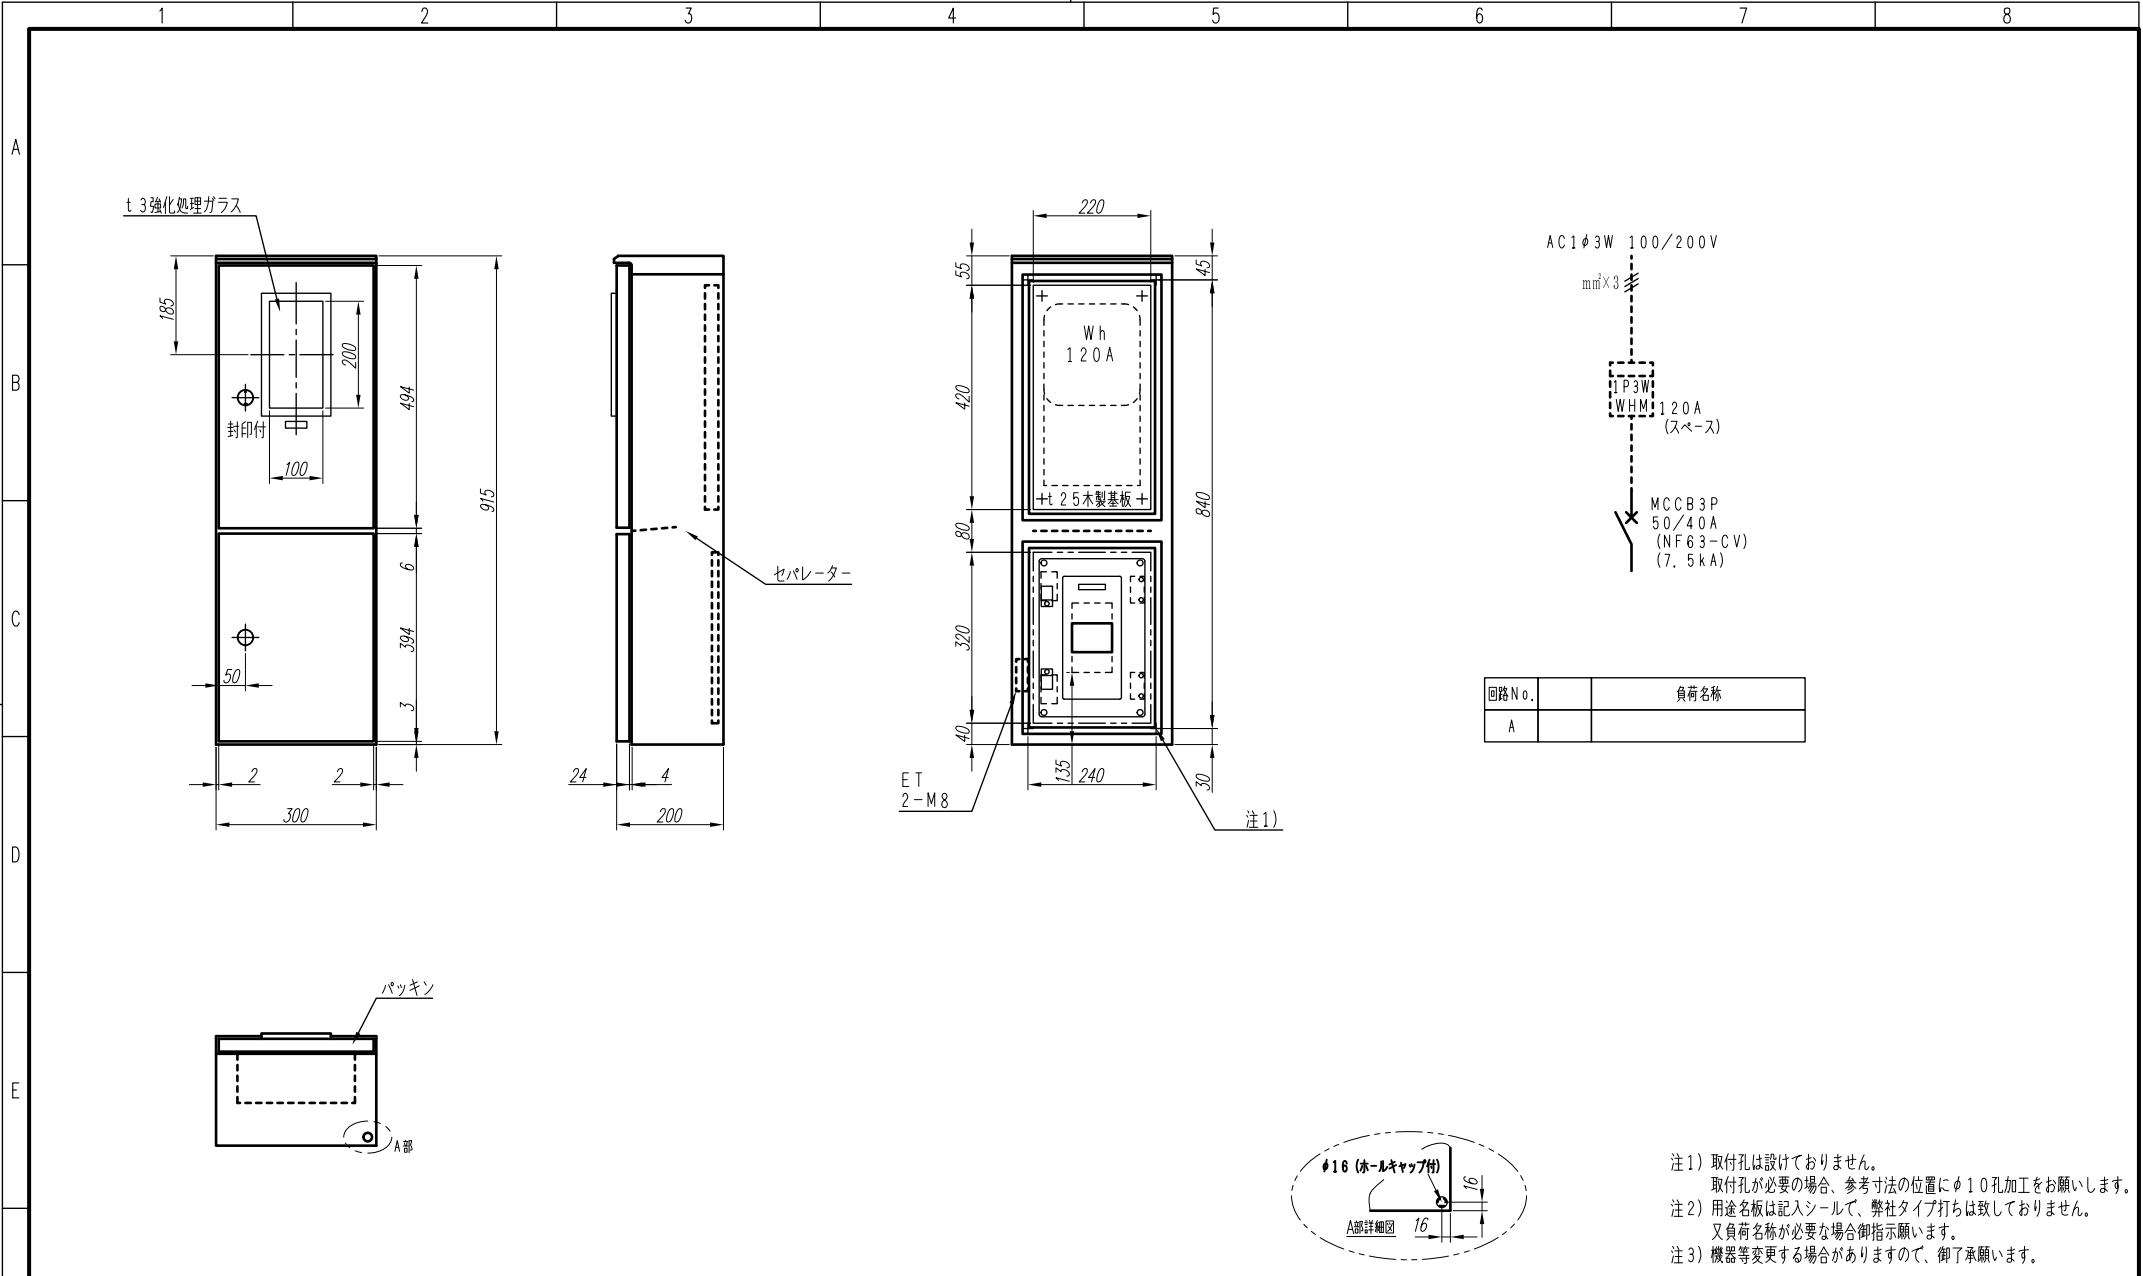 1 2 3 4 5 6 7 8
A
B
C
D
E
t3強化処理ガラス
185
200
封印付
100
494
915
6
394
50
3
2
2
300
セパレーター
24
4
200
220
55
45
Wh
120A
420
t25木製基板
840
80
320
40
135
240
30
ET
2-M8
注1)
AC1φ3W 100/200V
mm²×3
1P3W
WHM
120A
(スペース)
MCCB3P
50/40A
(NF63-CV)
(7.5kA)
回路No. 負荷名称
A
パッキン
A部
φ16(ホールキャップ付)
16
A部詳細図
16
注1) 取付孔は設けておりません。
取付孔が必要の場合、参考寸法の位置にφ10孔加工をお願いします。
注2) 用途名板は記入シールで、弊社タイプ打ちは致しておりません。
又負荷名称が必要な場合御指示願います。
注3) 機器等変更する場合がありますので、御了承願います。